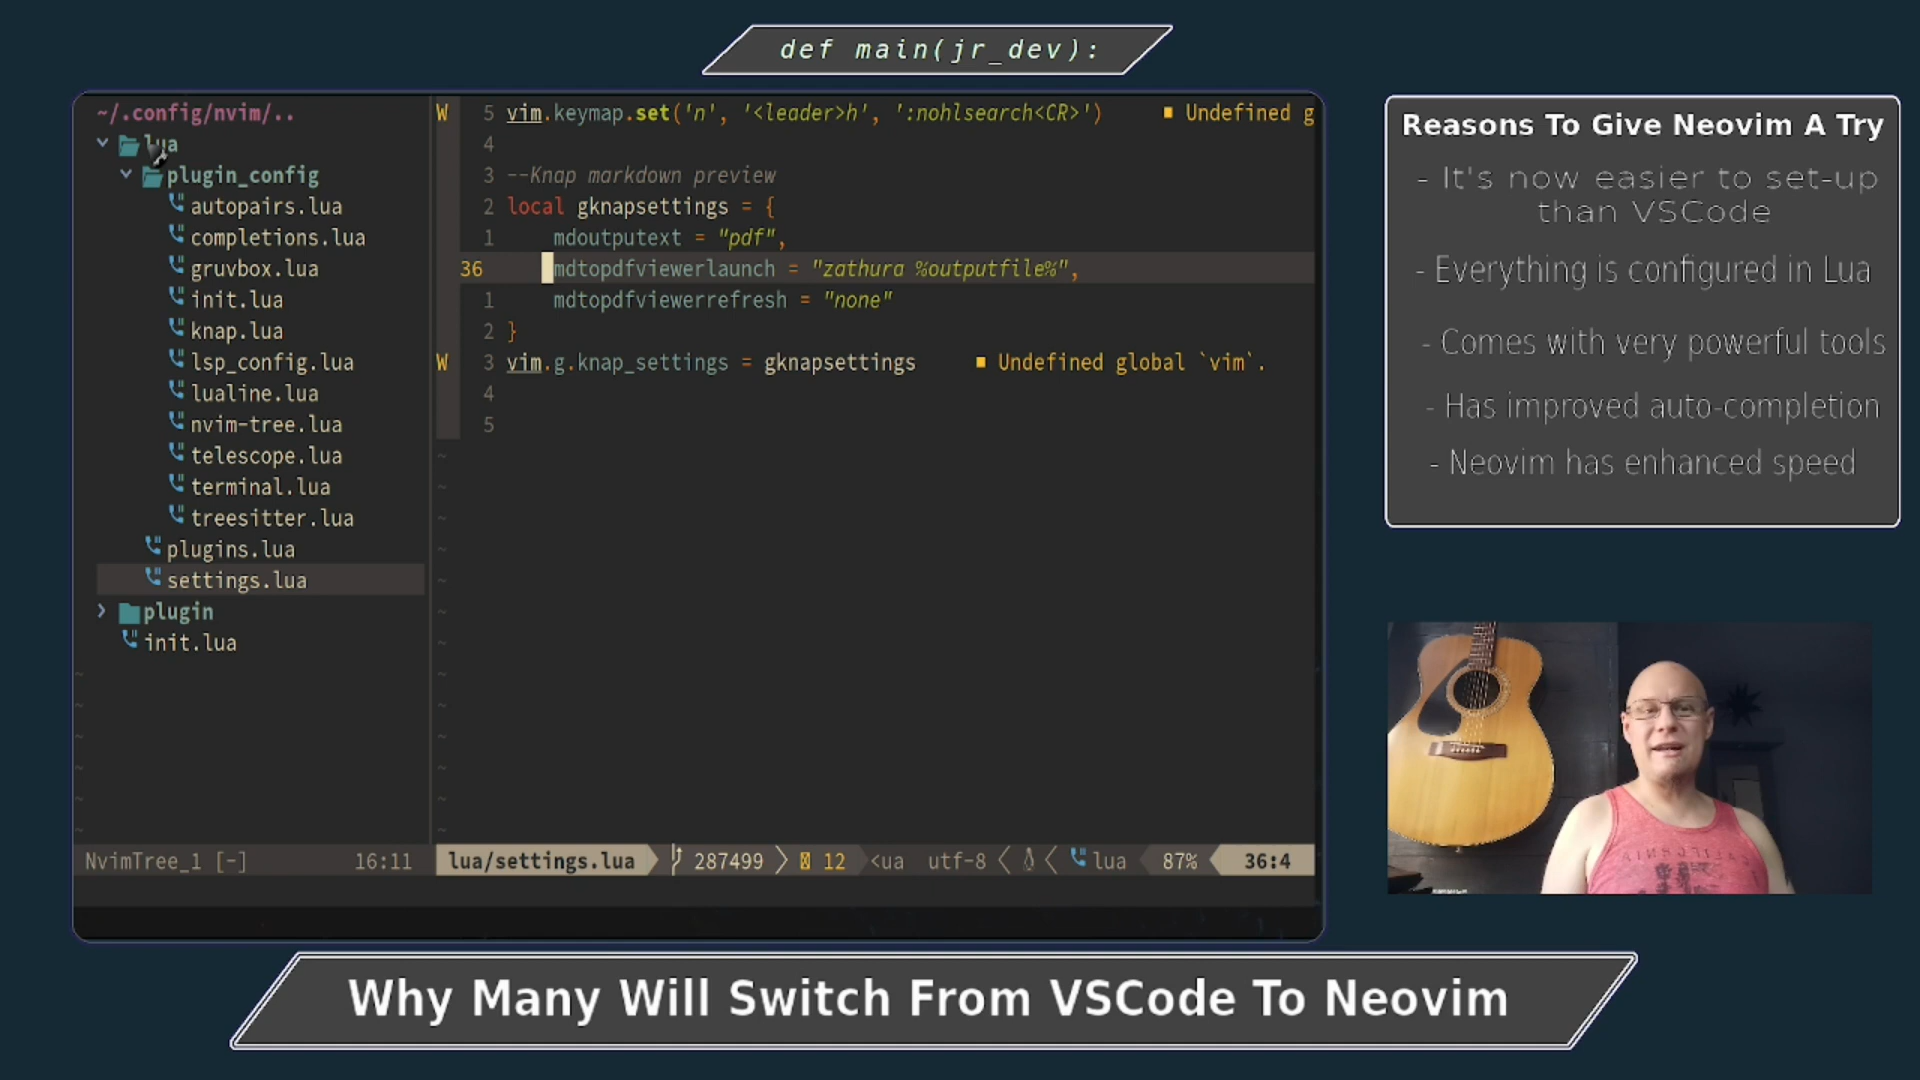 def main(jr_dev):
~/.config/nvim/..
lua
plugin_config
autopairs.lua
completions.lua
gruvbox.lua
init.lua
knap.lua
lsp_config.lua
lualine.lua
nvim-tree.lua
telescope.lua
terminal.lua
treesitter.lua
plugins.lua
settings.lua
plugin
init.lua
NvimTree_1 [-] 16:11
W 5 vim.keymap.set('n', '<leader>h', ':nohlsearch<CR>') ■ Undefined g
4
3 --Knap markdown preview
2 local gknapsettings = {
1 mdoutputext = "pdf",
36 mdtopdfviewerlaunch = "zathura %outputfile%",
1 mdtopdfviewerrefresh = "none"
2 }
W 3 vim.g.knap_settings = gknapsettings ■ Undefined global `vim`.
4
5
lua/settings.lua 287499 12 <ua utf-8 lua 87% 36:4
Reasons To Give Neovim A Try
- It's now easier to set-up
than VSCode
- Everything is configured in Lua
- Comes with very powerful tools
- Has improved auto-completion
- Neovim has enhanced speed
Why Many Will Switch From VSCode To Neovim